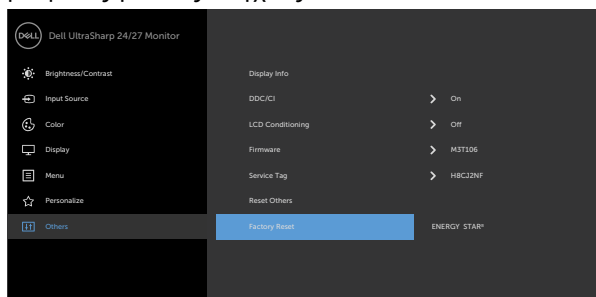 DELL Dell UltraSharp 24/27 Monitor
Brightness/Contrast Display Info
Input Source DDC/CI On
Color LCD Conditioning Off
Display Firmware M3T106
Menu Service Tag H8CJ2NF
Personalize Reset Others
Others Factory Reset ENERGY STAR®